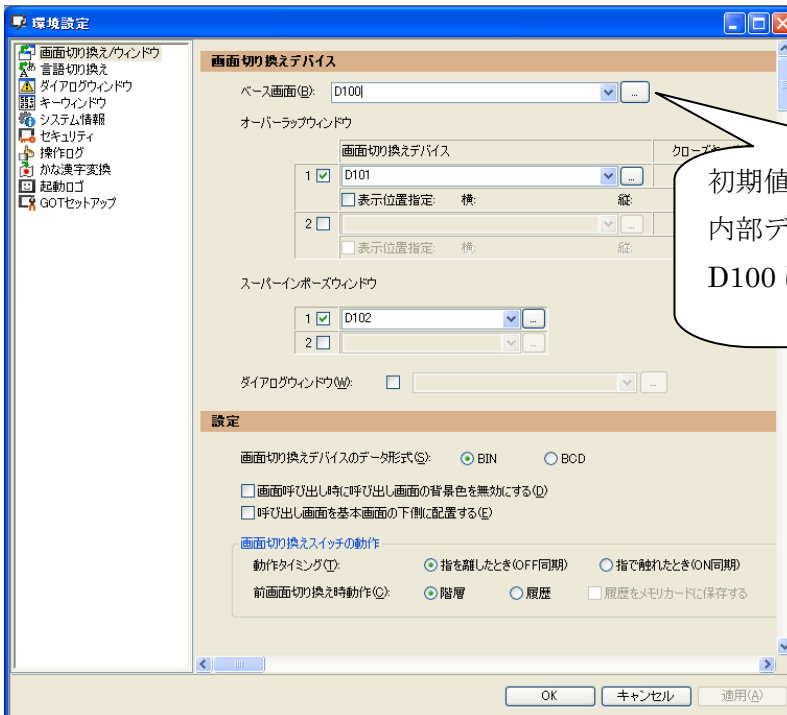 環境設定
画面切り換え/ウィンドウ
言語切り換え
ダイアログウィンドウ
キーウィンドウ
システム情報
セキュリティ
操作ログ
かな漢字変換
起動ロゴ
GOTセットアップ
画面切り換えデバイス
ベース画面(B): D100 ...
オーバーラップウィンドウ
画面切り換えデバイス
1 D101 ...
表示位置指定: 横: 縦:
2 ...
表示位置指定: 横: 縦:
初期値
内部デ
D100
スーパーインポーズウィンドウ
1 D102 ...
2 ...
ダイアログウィンドウ(W): ...
設定
画面切り換えデバイスのデータ形式(S): BIN BCD
画面呼び出し時に呼び出し画面の背景色を無効にする(D)
呼び出し画面を基本画面の下側に配置する(E)
画面切り換えスイッチの動作
動作タイミング(T): 指を離したとき(OFF同期) 指で触れたとき(ON同期)
前画面切り換え時動作(C): 階層 履歴 履歴をメモリカードに保存する
OK キャンセル 適用(A)